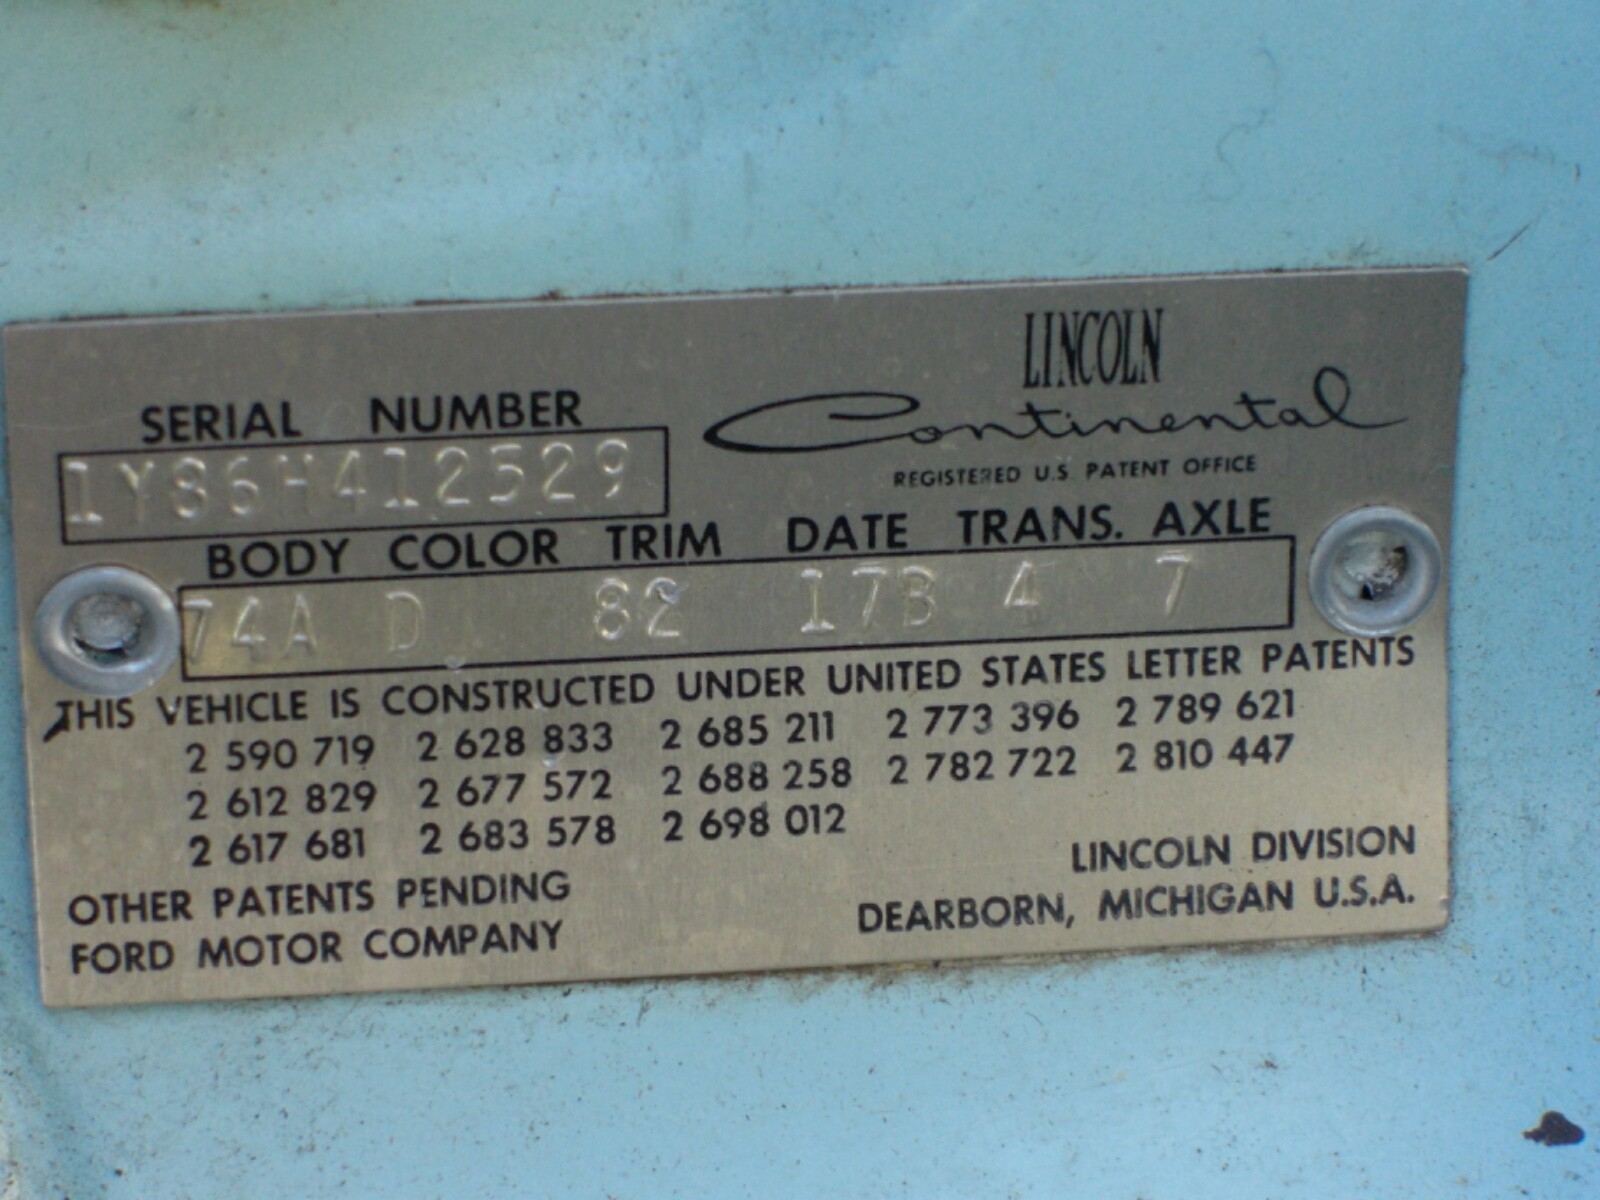 LINCOLN
Continental
REGISTERED U.S. PATENT OFFICE
SERIAL NUMBER
1Y86H412529
BODY COLOR TRIM DATE TRANS. AXLE
74A D 82 17B 4 7
THIS VEHICLE IS CONSTRUCTED UNDER UNITED STATES LETTER PATENTS
2 590 719 2 628 833 2 685 211 2 773 396 2 789 621
2 612 829 2 677 572 2 688 258 2 782 722 2 810 447
2 617 681 2 683 578 2 698 012
OTHER PATENTS PENDING
FORD MOTOR COMPANY
LINCOLN DIVISION
DEARBORN, MICHIGAN U.S.A.